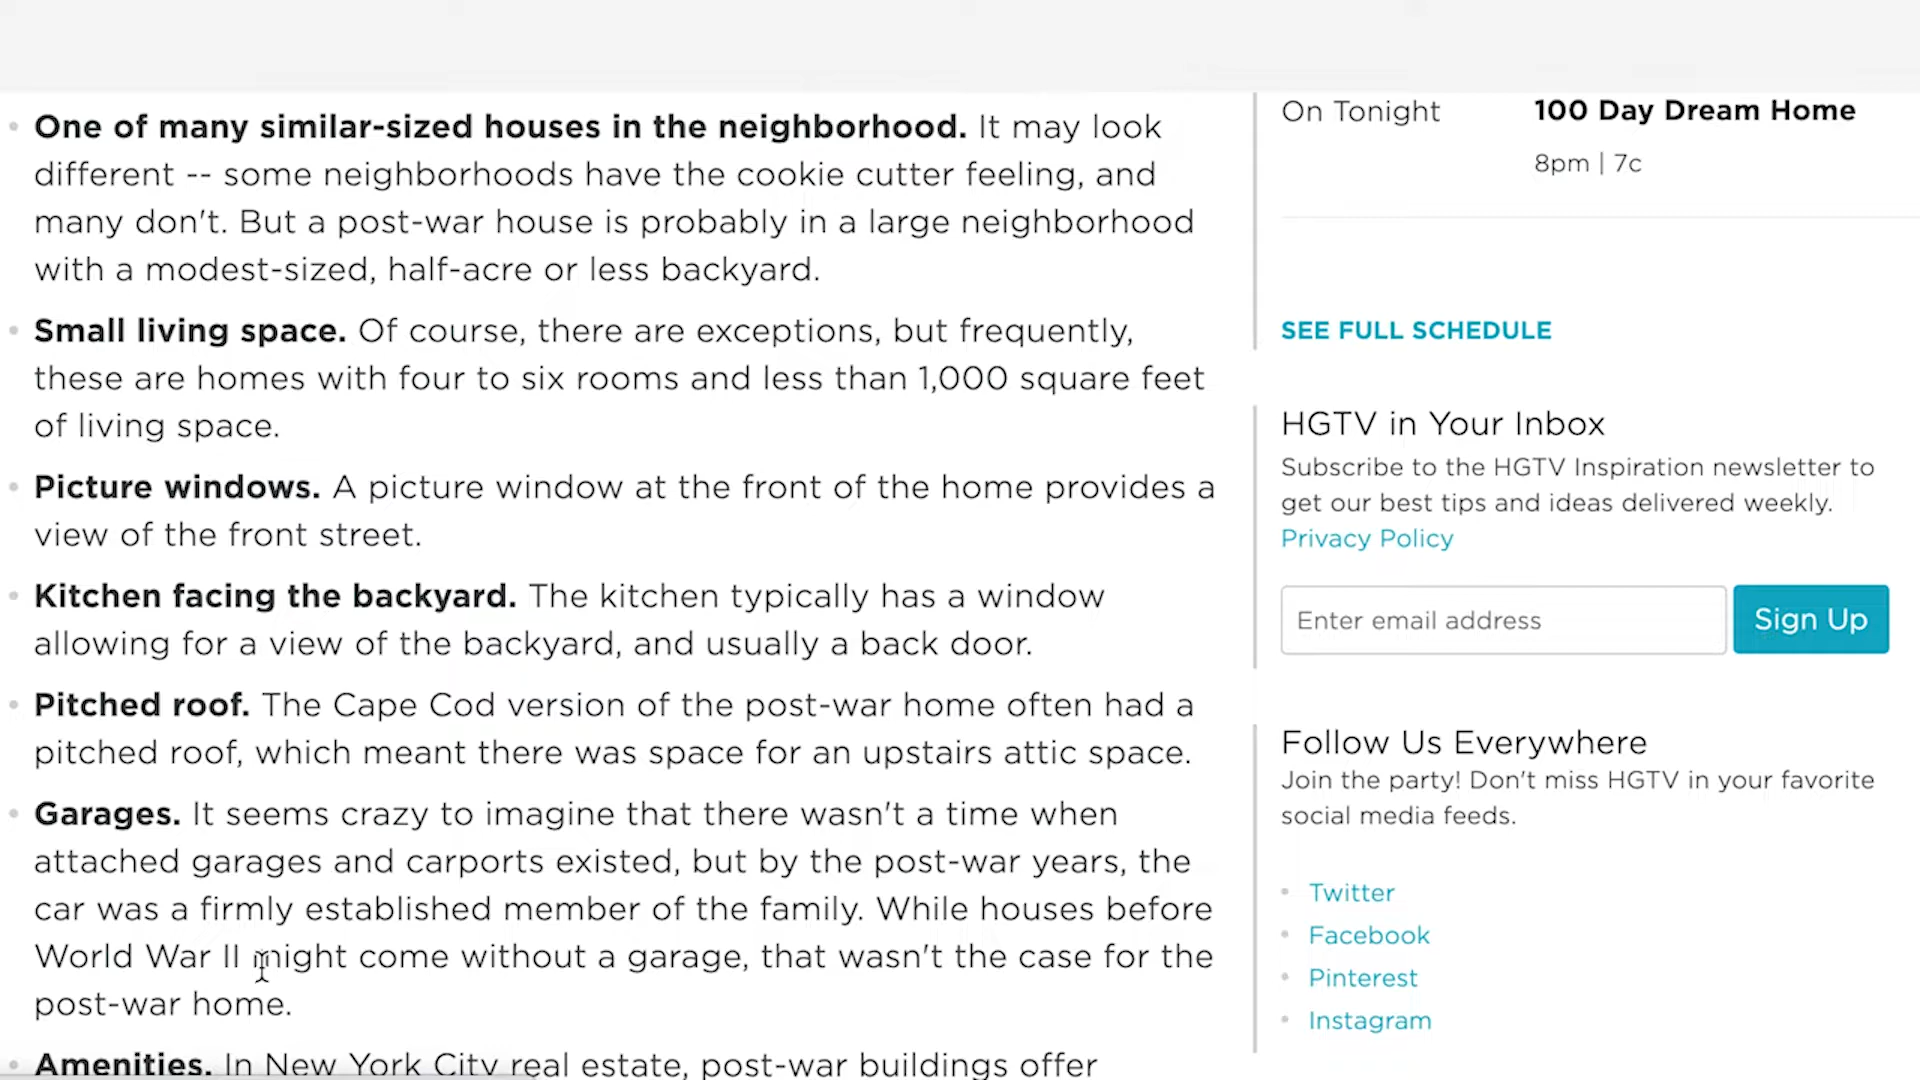 One of many similar-sized houses in the neighborhood. It may look
different -- some neighborhoods have the cookie cutter feeling, and
many don't. But a post-war house is probably in a large neighborhood
with a modest-sized, half-acre or less backyard.
Small living space. Of course, there are exceptions, but frequently,
these are homes with four to six rooms and less than 1,000 square feet
of living space.
Picture windows. A picture window at the front of the home provides a
view of the front street.
Kitchen facing the backyard. The kitchen typically has a window
allowing for a view of the backyard, and usually a back door.
Pitched roof. The Cape Cod version of the post-war home often had a
pitched roof, which meant there was space for an upstairs attic space.
Garages. It seems crazy to imagine that there wasn't a time when
attached garages and carports existed, but by the post-war years, the
car was a firmly established member of the family. While houses before
World War II might come without a garage, that wasn't the case for the
post-war home.
Amenities. In New York City real estate, post-war buildings offer
On Tonight
100 Day Dream Home
8pm | 7c
SEE FULL SCHEDULE
HGTV in Your Inbox
Subscribe to the HGTV Inspiration newsletter to
get our best tips and ideas delivered weekly.
Privacy Policy
Enter email address
Sign Up
Follow Us Everywhere
Join the party! Don't miss HGTV in your favorite
social media feeds.
Twitter
Facebook
Pinterest
Instagram